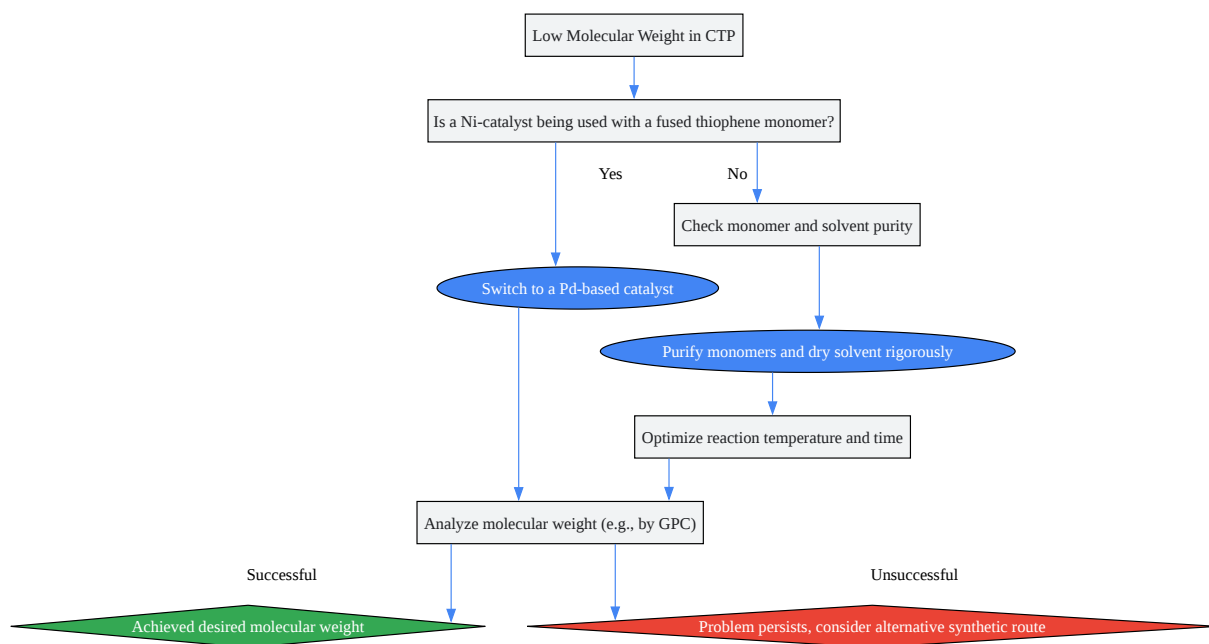 Low Molecular Weight in CTP
Is a Ni-catalyst being used with a fused thiophene monomer?
Yes
No
Check monomer and solvent purity
Switch to a Pd-based catalyst
Purify monomers and dry solvent rigorously
Optimize reaction temperature and time
Analyze molecular weight (e.g., by GPC)
Successful
Unsuccessful
Achieved desired molecular weight
Problem persists, consider alternative synthetic route